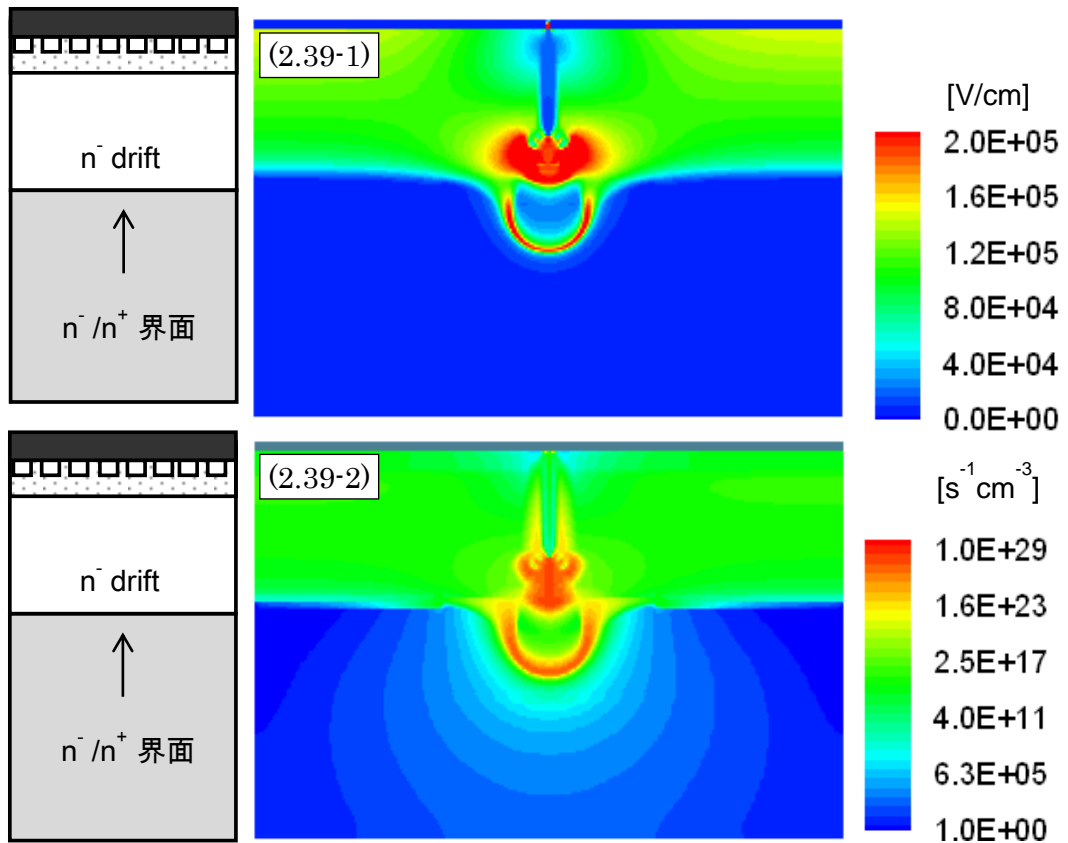 (2.39-1)
n⁻ drift
n⁻ /n⁺ 界面
[V/cm]
2.0E+05
1.6E+05
1.2E+05
8.0E+04
4.0E+04
0.0E+00
(2.39-2)
n⁻ drift
n⁻ /n⁺ 界面
[s⁻¹ cm⁻³]
1.0E+29
1.6E+23
2.5E+17
4.0E+11
6.3E+05
1.0E+00